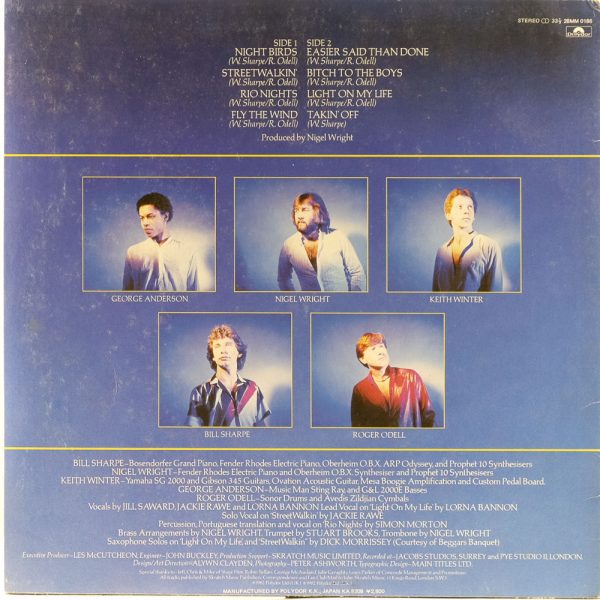 STEREO 33⅓ 28MM 0186
Polydor
SIDE 1
NIGHT BIRDS
(W. Sharpe/R. Odell)
STREETWALKIN'
(W. Sharpe/R. Odell)
RIO NIGHTS
(W. Sharpe/R. Odell)
FLY THE WIND
(W. Sharpe/R. Odell)
SIDE 2
EASIER SAID THAN DONE
(W. Sharpe/R. Odell)
BITCH TO THE BOYS
(W. Sharpe/R. Odell)
LIGHT ON MY LIFE
(W. Sharpe/R. Odell)
TAKIN' OFF
(W. Sharpe)
Produced by Nigel Wright
GEORGE ANDERSON
NIGEL WRIGHT
KEITH WINTER
BILL SHARPE
ROGER ODELL
BILL SHARPE–Bosendorfer Grand Piano, Fender Rhodes Electric Piano, Oberheim O.B.X. ARP Odyssey, and Prophet 10 Synthesisers
NIGEL WRIGHT–Fender Rhodes Electric Piano and Oberheim O.B.X. Synthesiser and Prophet 10 Synthesisers
KEITH WINTER–Yamaha SG 2000 and Gibson 345 Guitars, Ovation Acoustic Guitar, Mesa Boogie Amplification and Custom Pedal Board.
GEORGE ANDERSON–Music Man Sting Ray, and G&L 2000E Basses
ROGER ODELL–Sonor Drums and Avedis Zildjian Cymbals
Vocals by JILL SAWARD, JACKIE RAWE and LORNA BANNON Lead Vocal on 'Light On My Life' by LORNA BANNON
Solo Vocal on 'StreetWalkin' by JACKIE RAWE
Percussion, Portuguese translation and vocal on 'Rio Nights' by SIMON MORTON
Brass Arrangements by NIGEL WRIGHT, Trumpet by STUART BROOKS, Trombone by NIGEL WRIGHT
Saxophone Solos on 'Light On My Life', and 'StreetWalkin' by DICK MORRISSEY (Courtesy of Beggars Banquet)
Executive Producer–LES McCUTCHEON, Engineer–JOHN BUCKLEY, Production Support–SKRATCH MUSIC LIMITED, Recorded at–JACOBS STUDIOS, SURREY and PYE STUDIO II, LONDON.
Design/Art Direction–ALWYN CLAYDEN, Photography–PETER ASHWORTH, Typographic Design–MAIN TITLES LTD.
MANUFACTURED BY POLYDOR K.K., JAPAN KA 8308 ¥2,800